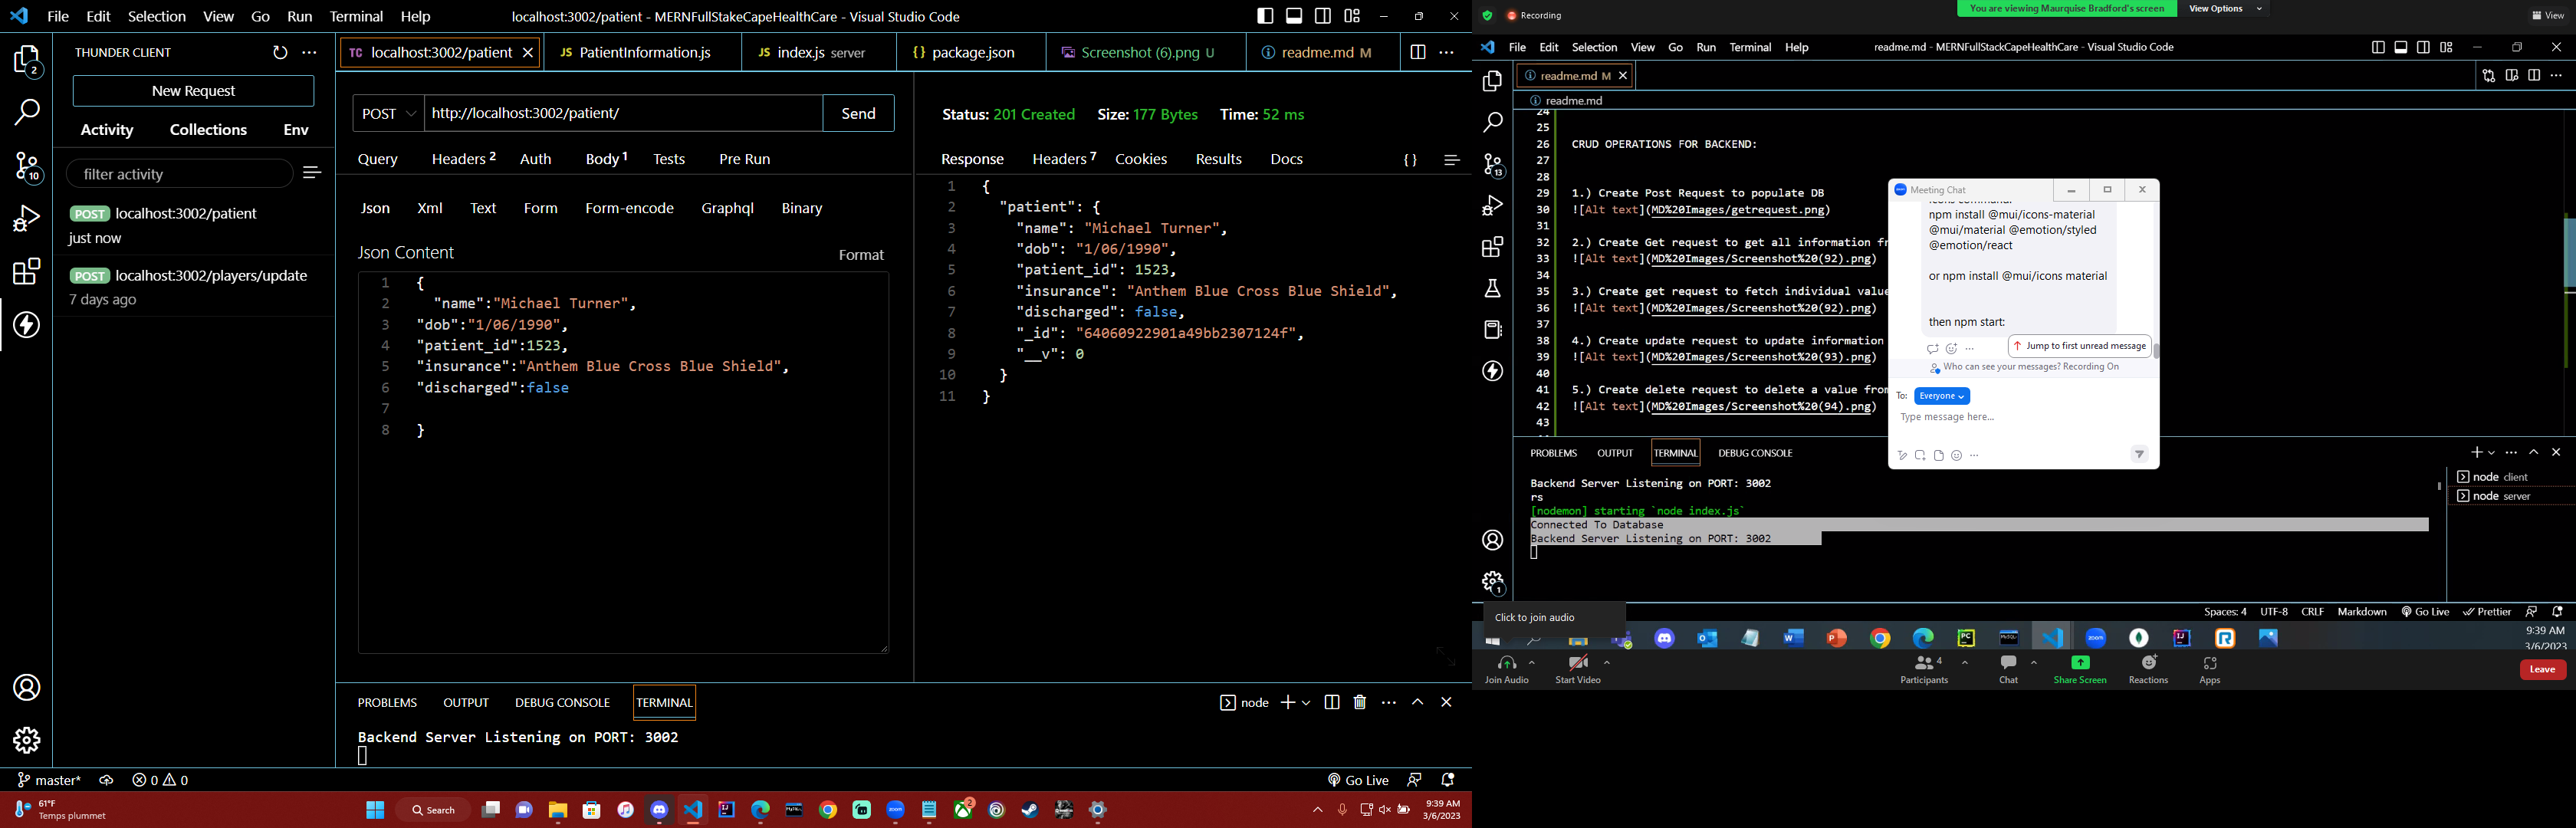 File Edit Selection View Go Run Terminal Help
localhost:3002/patient - MERNFullStakeCapeHealthCare - Visual Studio Code
THUNDER CLIENT
New Request
Activity Collections Env
filter activity
POST localhost:3002/patient
just now
POST localhost:3002/players/update
7 days ago
2
10
TC localhost:3002/patient
JS PatientInformation.js
JS index.js server
{} package.json
Screenshot (6).png U
readme.md M
POST http://localhost:3002/patient/ Send
Query Headers 2 Auth Body 1 Tests Pre Run
Json Xml Text Form Form-encode Graphql Binary
Json Content Format
1 {
2 "name":"Michael Turner",
3 "dob":"1/06/1990",
4 "patient_id":1523,
5 "insurance":"Anthem Blue Cross Blue Shield",
6 "discharged":false
7
8 }
Status: 201 Created Size: 177 Bytes Time: 52 ms
Response Headers 7 Cookies Results Docs { }
1 {
2 "patient": {
3 "name": "Michael Turner",
4 "dob": "1/06/1990",
5 "patient_id": 1523,
6 "insurance": "Anthem Blue Cross Blue Shield",
7 "discharged": false,
8 "_id": "64060922901a49bb2307124f",
9 "__v": 0
10 }
11 }
PROBLEMS OUTPUT DEBUG CONSOLE TERMINAL
node
Backend Server Listening on PORT: 3002
master* 0 0
Go Live
61°F
Temps plummet
Search
9:39 AM
3/6/2023
Recording
You are viewing Maurquise Bradford's screen View Options
View
File Edit Selection View Go Run Terminal Help
readme.md - MERNFullStackCapeHealthCare - Visual Studio Code
readme.md M
readme.md
13
1
24
25
26 CRUD OPERATIONS FOR BACKEND:
27
28
29 1.) Create Post Request to populate DB
30 ![Alt text](MD%20Images/getrequest.png)
31
32 2.) Create Get request to get all information fr
33 ![Alt text](MD%20Images/Screenshot%20(92).png)
34
35 3.) Create get request to fetch individual value
36 ![Alt text](MD%20Images/Screenshot%20(92).png)
37
38 4.) Create update request to update information
39 ![Alt text](MD%20Images/Screenshot%20(93).png)
40
41 5.) Create delete request to delete a value from
42 ![Alt text](MD%20Images/Screenshot%20(94).png)
43
Meeting Chat
icons command:
npm install @mui/icons-material
@mui/material @emotion/styled
@emotion/react
or npm install @mui/icons material
then npm start:
Jump to first unread message
Who can see your messages? Recording On
To: Everyone
Type message here...
PROBLEMS OUTPUT TERMINAL DEBUG CONSOLE
Backend Server Listening on PORT: 3002
rs
[nodemon] starting `node index.js`
Connected To Database
Backend Server Listening on PORT: 3002
node client
node server
Click to join audio
Spaces: 4 UTF-8 CRLF Markdown Go Live Prettier
9:39 AM
3/6/2023
Join Audio Start Video Participants 4 Chat Share Screen Reactions Apps Leave